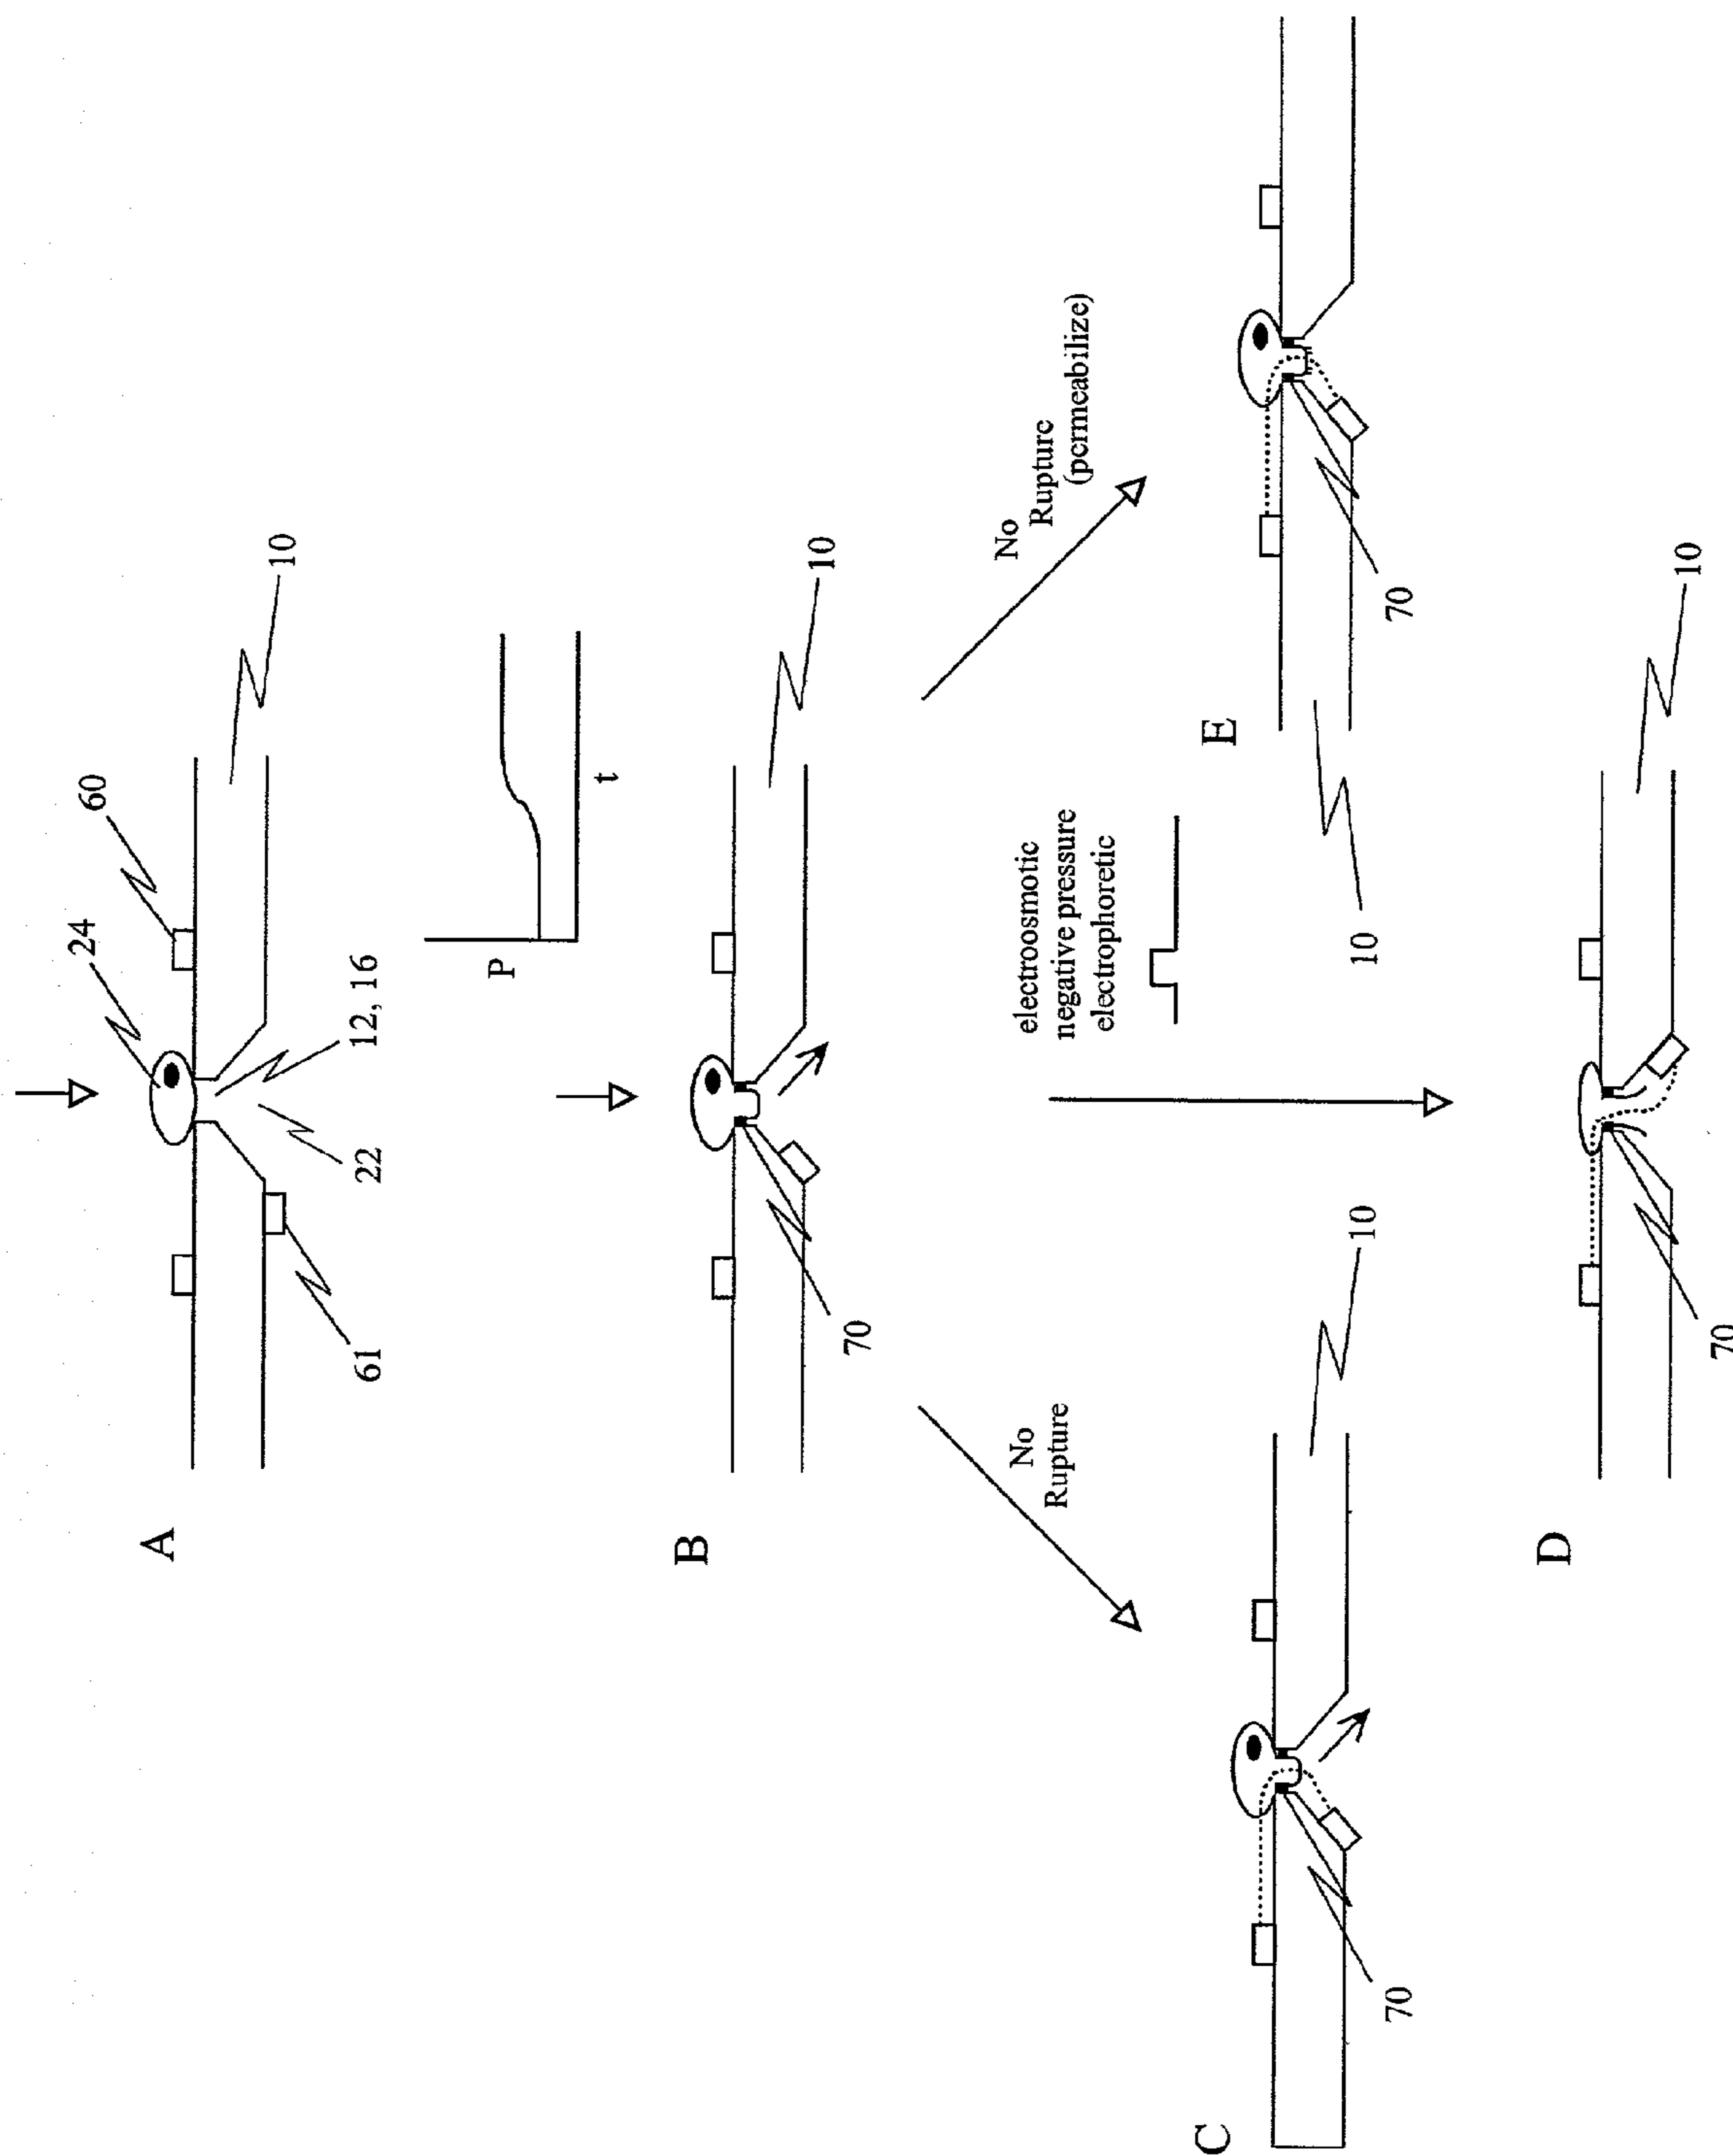 24
60
A
10
61
22
12, 16
P
t
B
10
70
No
Rupture
electroosmotic
negative pressure
electrophoretic
No
Rupture
(permeabilize)
C
E
10
10
70
70
D
10
70